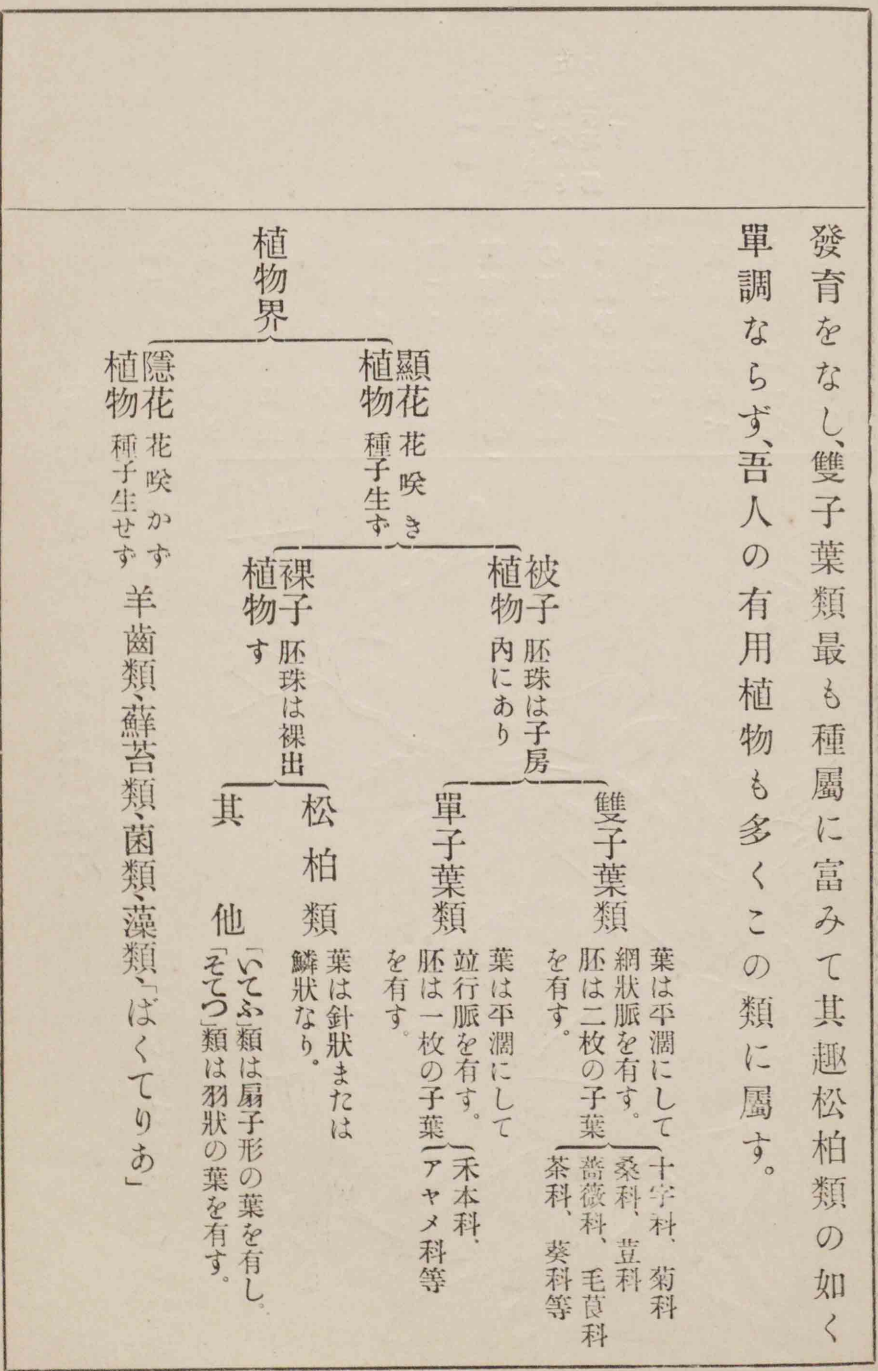 發育をなし、雙子葉類最も種屬に富みて其趣松柏類の如く
單調ならず、吾人の有用植物も多くこの類に屬す。
植物界
顯花
植物
花咲き
種子生ず
被子
植物
胚珠は子房
内にあり
雙子葉類
葉は平濶にして
網狀脈を有す。
胚は二枚の子葉
を有す。
十字科、菊科
桑科、荳科
薔薇科、毛茛科
茶科、葵科等
單子葉類
葉は平濶にして
竝行脈を有す。
胚は一枚の子葉
を有す。
禾本科、
アヤメ科等
裸子
植物
胚珠は裸出
す
松柏類
葉は針狀または
鱗狀なり。
其他
「いてふ」類は扇子形の葉を有し、
「そてつ」類は羽狀の葉を有す。
隱花
植物
花咲かず
種子生せず
羊齒類、蘚苔類、菌類、藻類、「ばくてりあ」